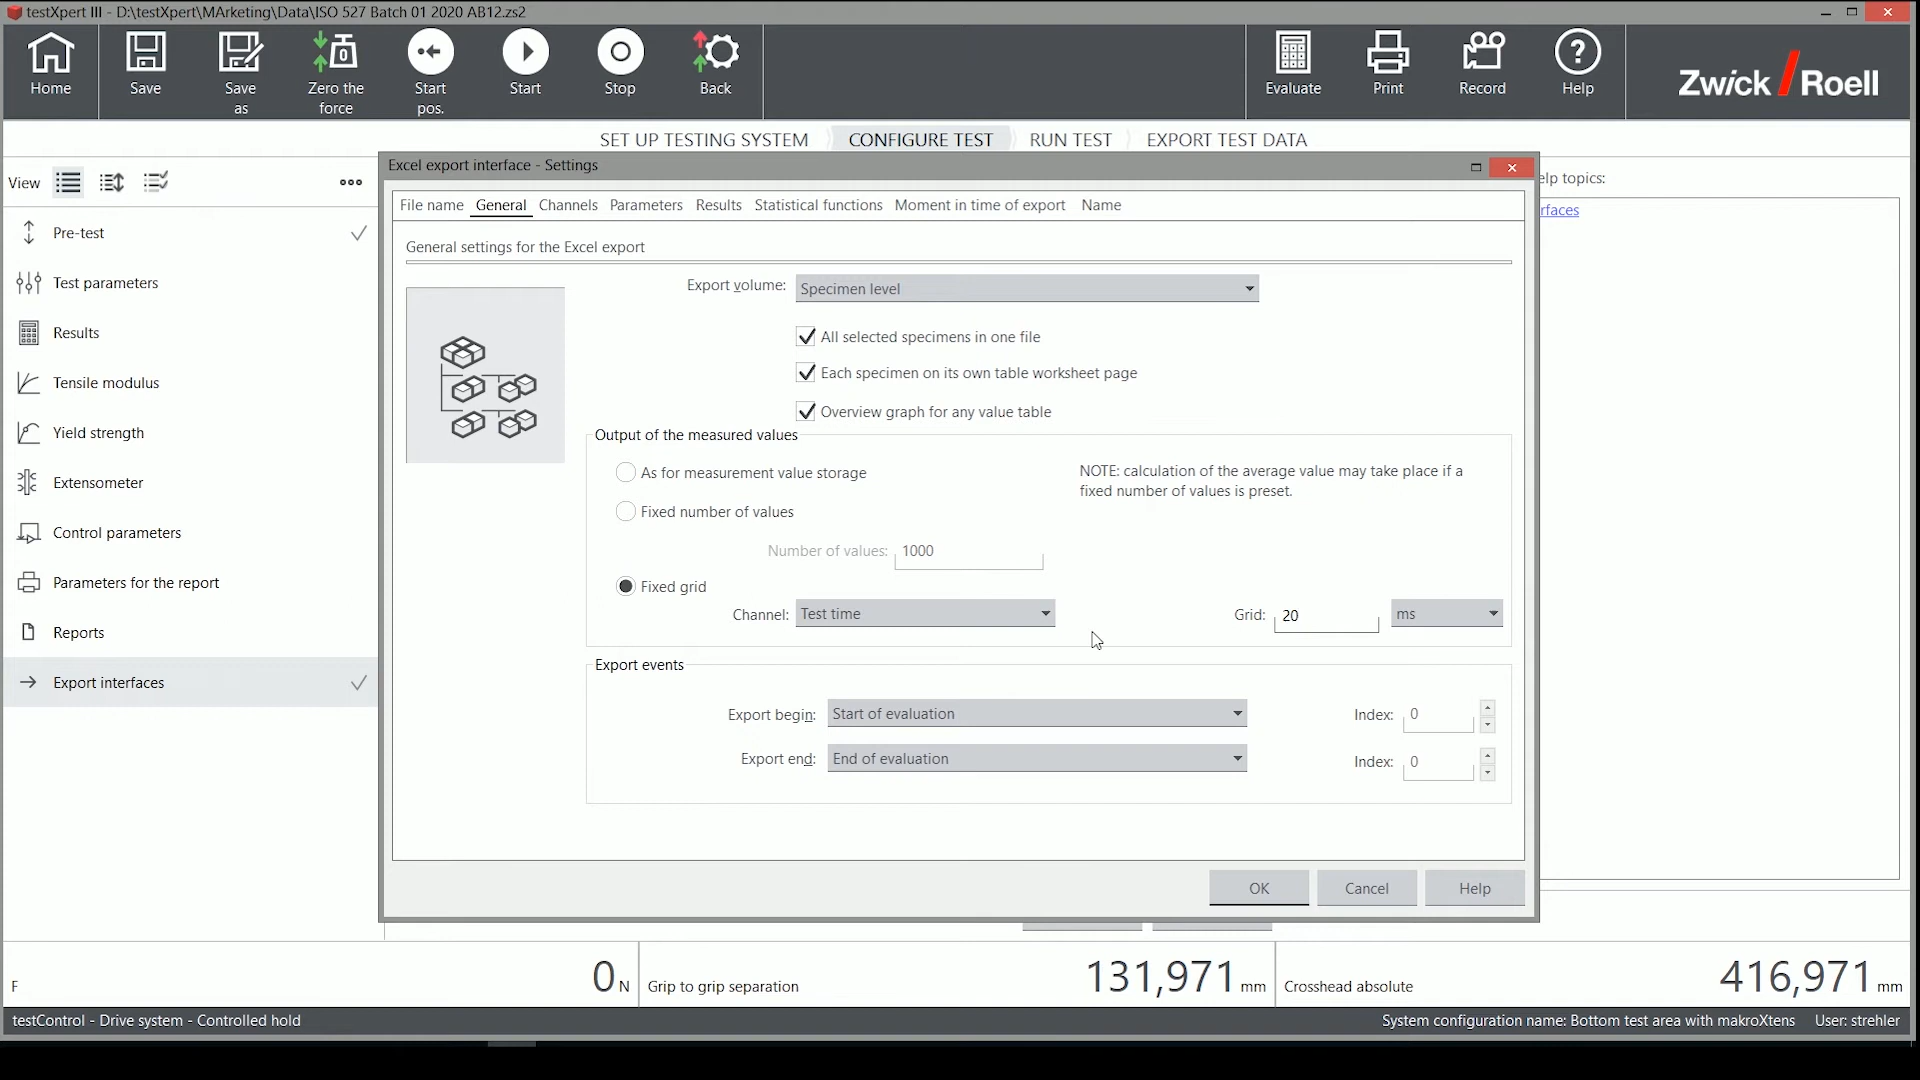 testXpert III - D:\testXpert\MArketing\Data\ISO 527 Batch 01 2020 AB12.zs2
Home
Save
Save as
Zero the force
0
Start pos.
Start
Stop
Back
Evaluate
Print
Record
? Help
Zwick/Roell
SET UP TESTING SYSTEM
CONFIGURE TEST
RUN TEST
EXPORT TEST DATA
View
Pre-test
Test parameters
Results
Tensile modulus
Yield strength
Extensometer
Control parameters
Parameters for the report
Reports
Export interfaces
elp topics:
rfaces
Excel export interface - Settings
File name General Channels Parameters Results Statistical functions Moment in time of export Name
General settings for the Excel export
Export volume: Specimen level
All selected specimens in one file
Each specimen on its own table worksheet page
Overview graph for any value table
Output of the measured values
As for measurement value storage
NOTE: calculation of the average value may take place if a
fixed number of values is preset.
Fixed number of values
Number of values: 1000
Fixed grid
Channel: Test time Grid: 20 ms
Export events
Export begin: Start of evaluation Index: 0
Export end: End of evaluation Index: 0
OK Cancel Help
F 0 N
Grip to grip separation 131,971 mm
Crosshead absolute 416,971 mm
testControl - Drive system - Controlled hold
System configuration name: Bottom test area with makroXtens User: strehler